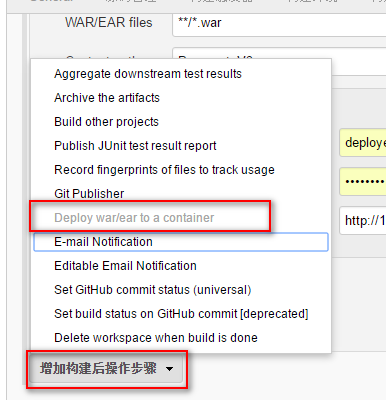 WAR/EAR files
**/*.war
Aggregate downstream test results
Archive the artifacts
Build other projects
Publish JUnit test result report
Record fingerprints of files to track usage
Git Publisher
Deploy war/ear to a container
E-mail Notification
Editable Email Notification
Set GitHub commit status (universal)
Set build status on GitHub commit [deprecated]
Delete workspace when build is done
deploye
http://1
增加构建后操作步骤